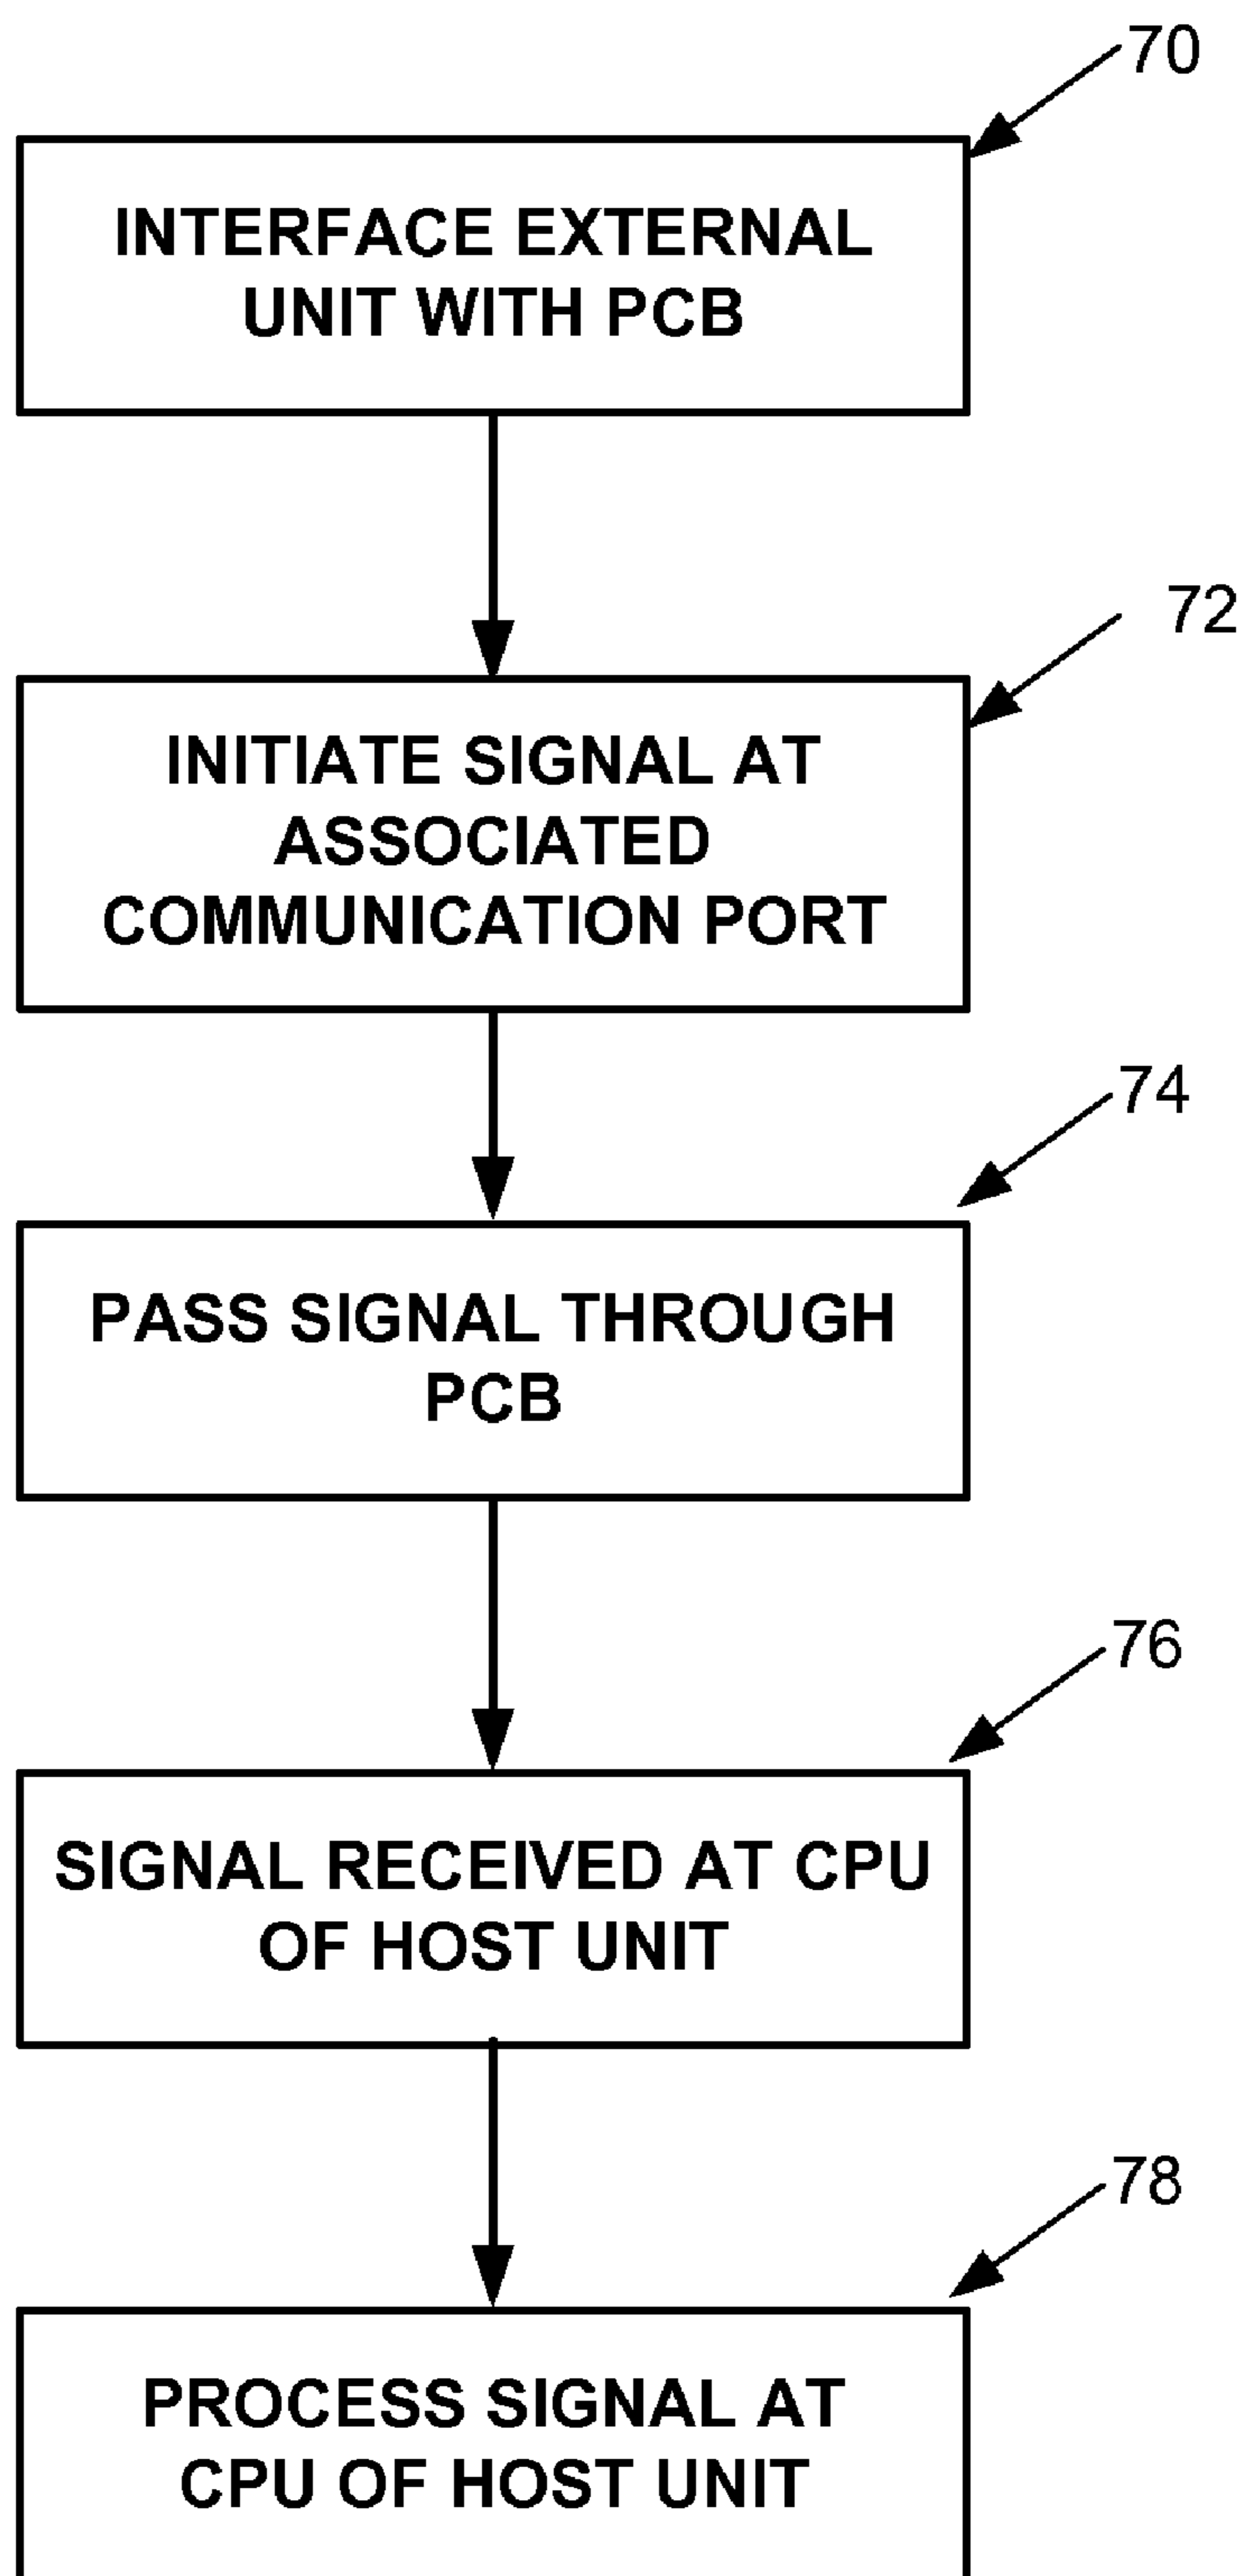 70
INTERFACE EXTERNAL
UNIT WITH PCB
72
INITIATE SIGNAL AT
ASSOCIATED
COMMUNICATION PORT
74
PASS SIGNAL THROUGH
PCB
76
SIGNAL RECEIVED AT CPU
OF HOST UNIT
78
PROCESS SIGNAL AT
CPU OF HOST UNIT